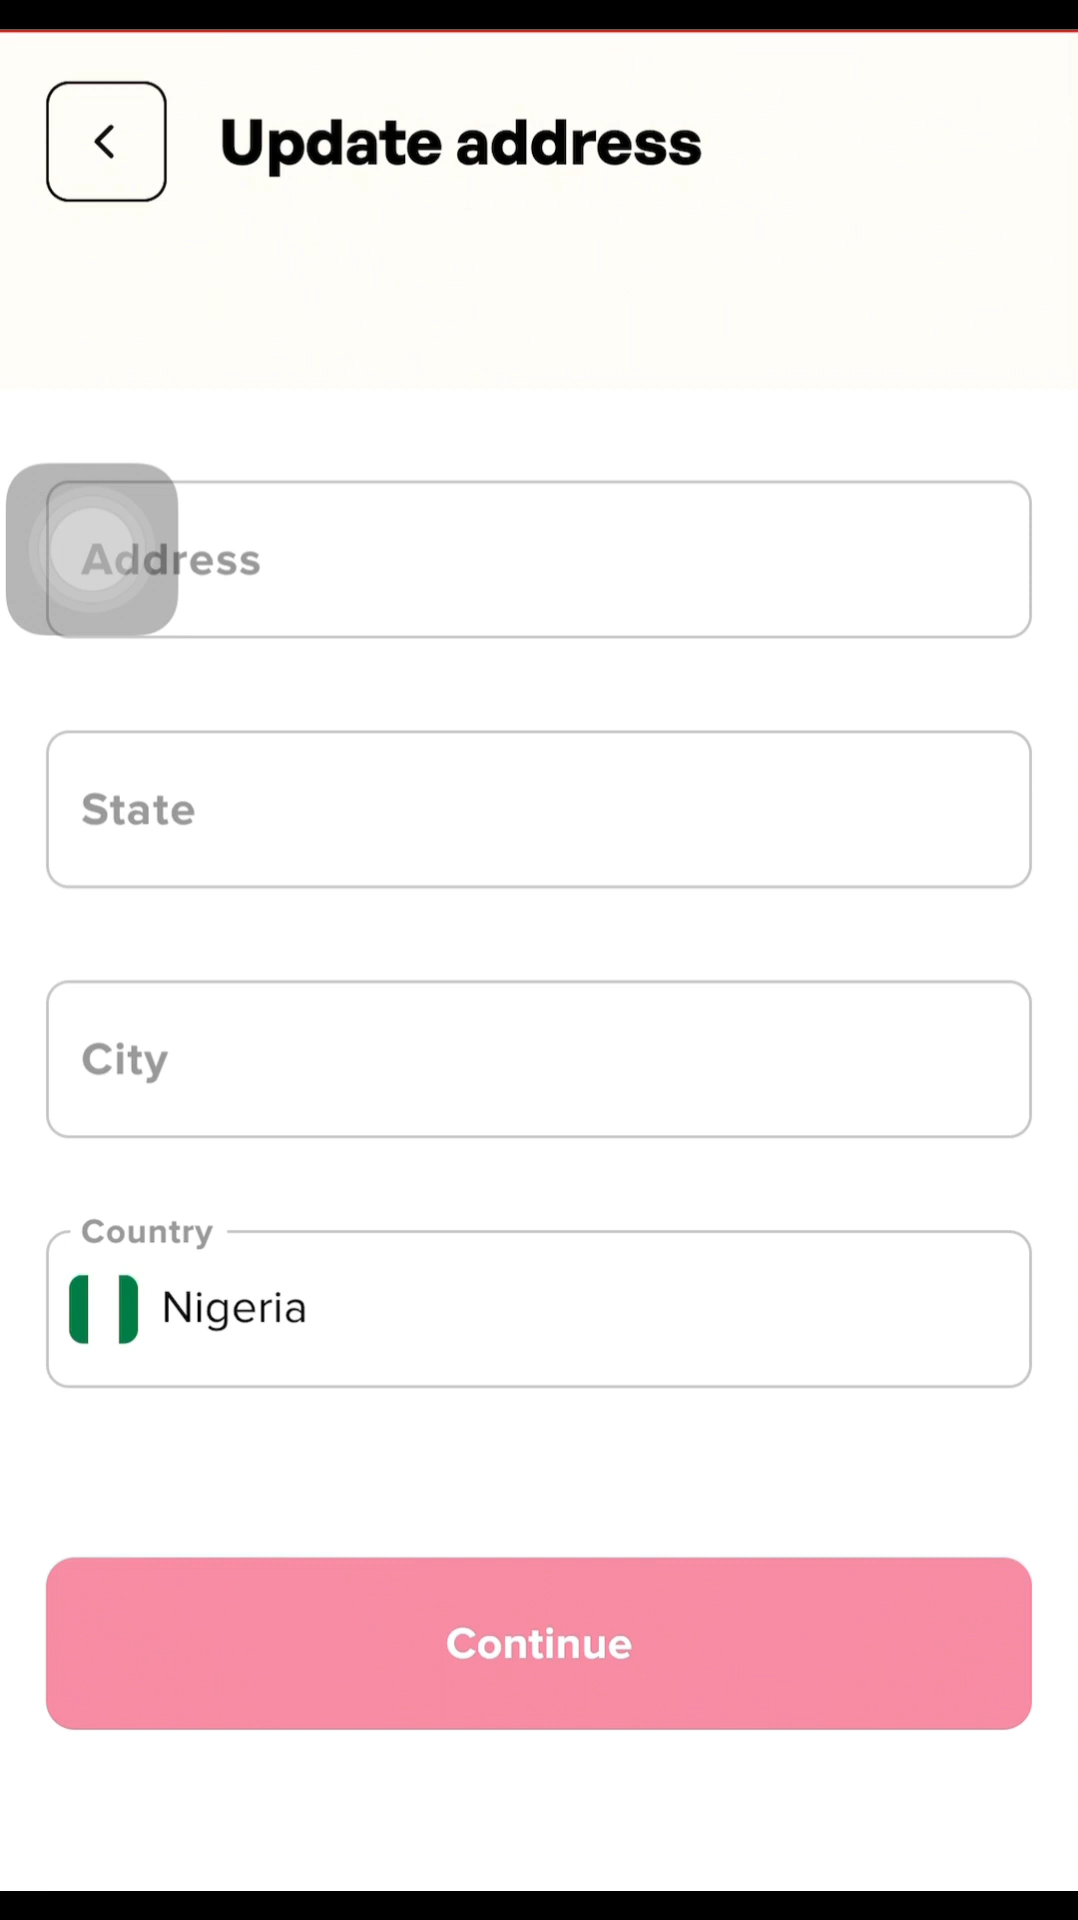 Update address
Address
State
City
Country
Nigeria
Continue